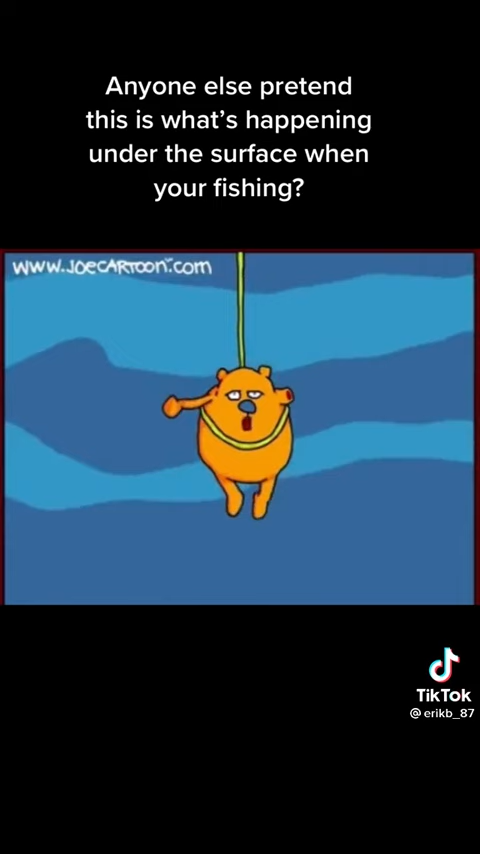 Anyone else pretend
this is what’s happening
under the surface when
your fishing?
www.JOECARTOON.com
TikTok
@erikb_87